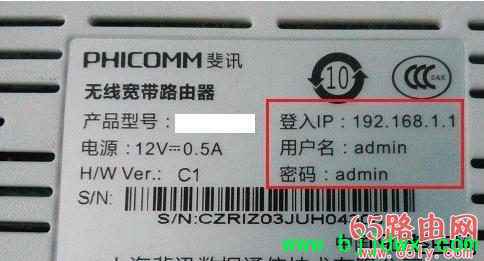 PHICOMM 斐讯
10
CCC
S&E
无线宽带路由器
产品型号：
登入IP：192.168.1.1
电源：12V⎓0.5A
用户名：admin
H/W Ver.: C1
密码：admin
S/N:
65路由网